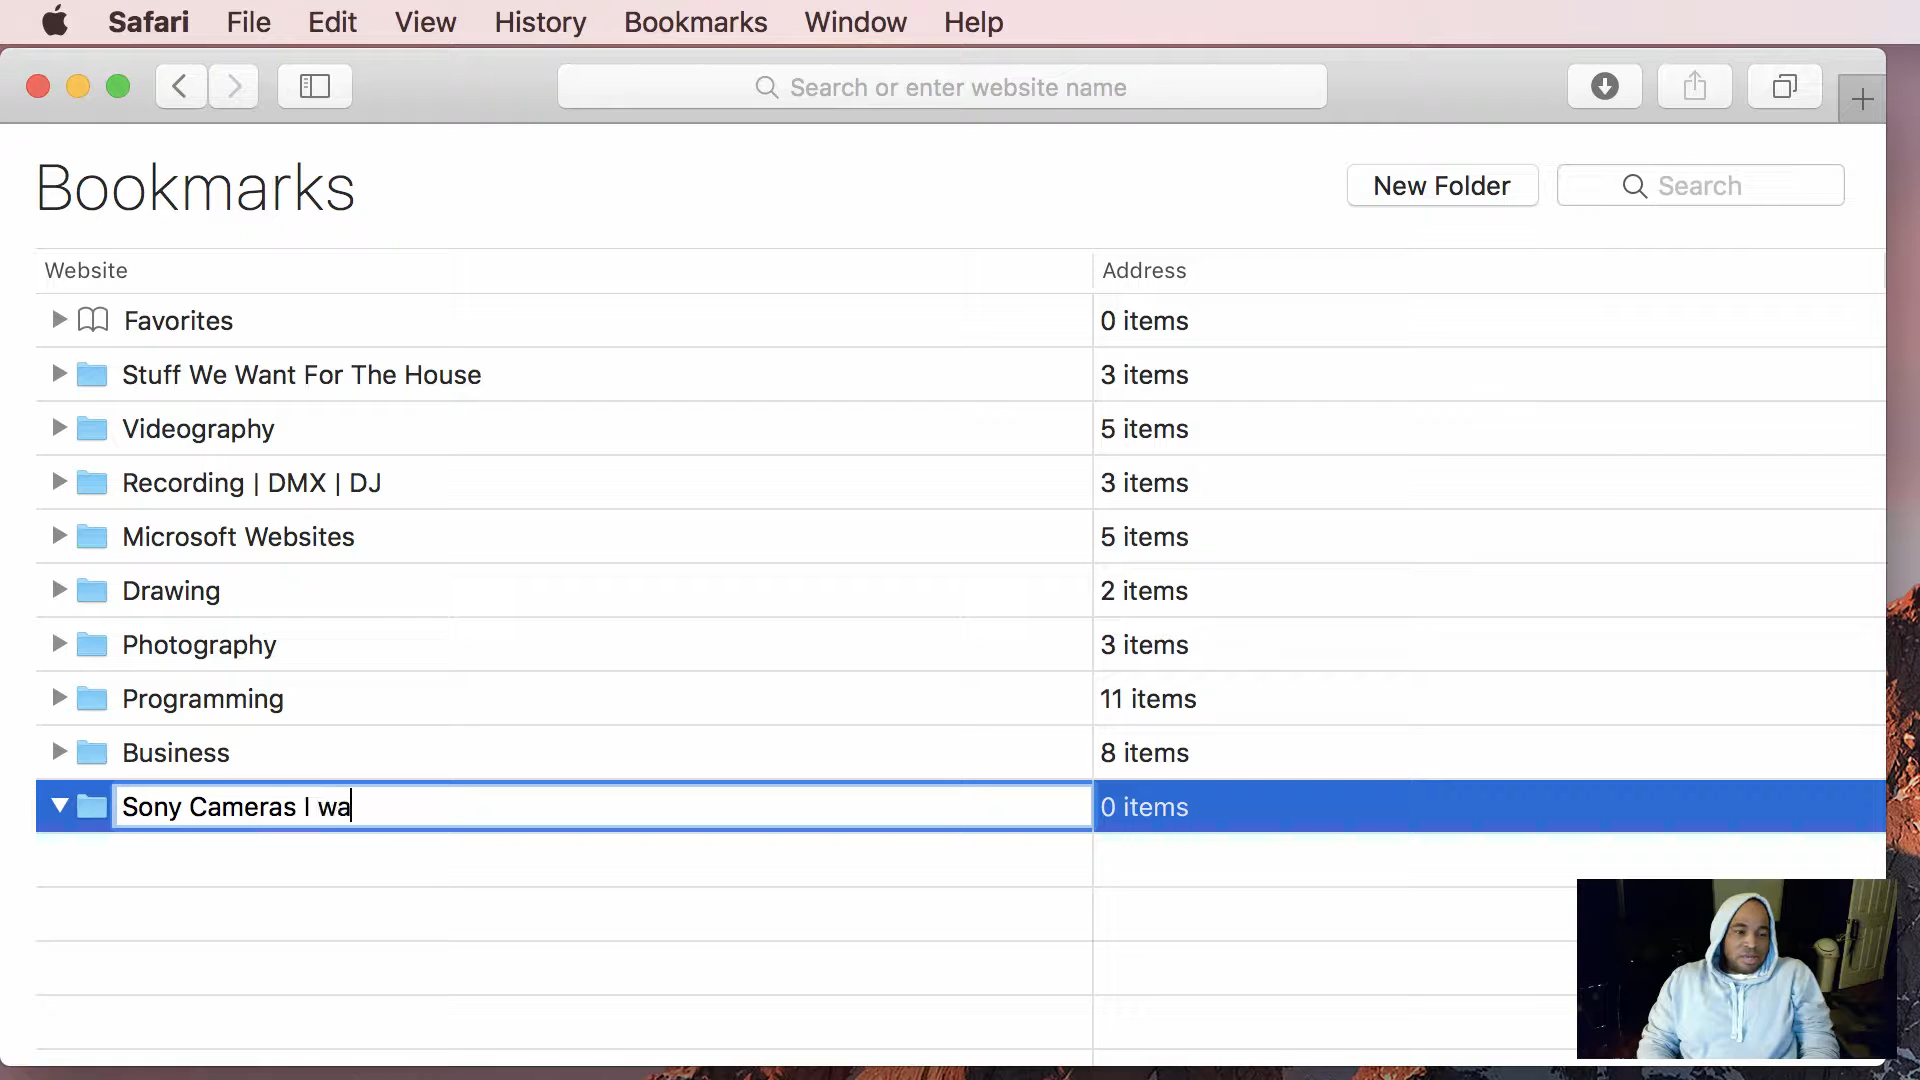 Safari File Edit View History Bookmarks Window Help
Search or enter website name
Bookmarks
New Folder
Search
Website Address
Favorites 0 items
Stuff We Want For The House 3 items
Videography 5 items
Recording | DMX | DJ 3 items
Microsoft Websites 5 items
Drawing 2 items
Photography 3 items
Programming 11 items
Business 8 items
Sony Cameras I wa 0 items